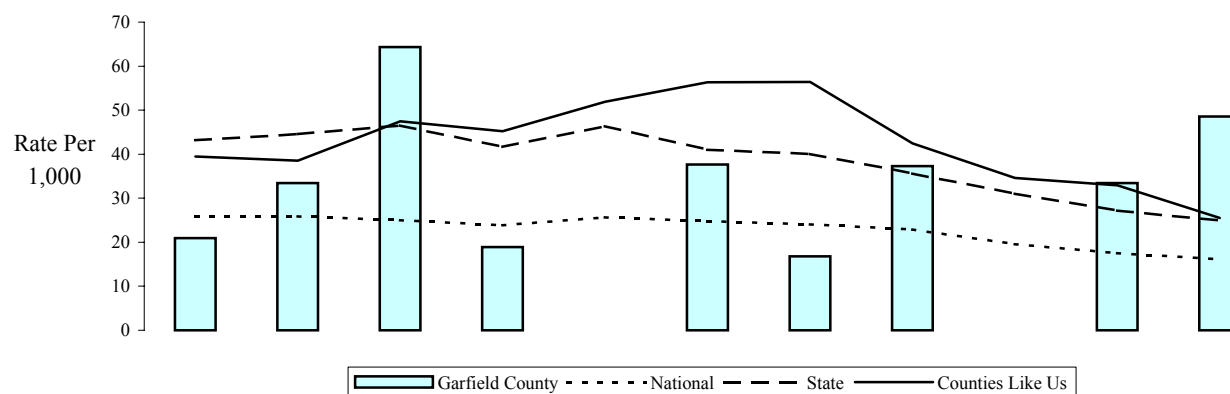 70
60
50
40
30
20
10
0
Rate Per
1,000
Garfield County
National
State
Counties Like Us